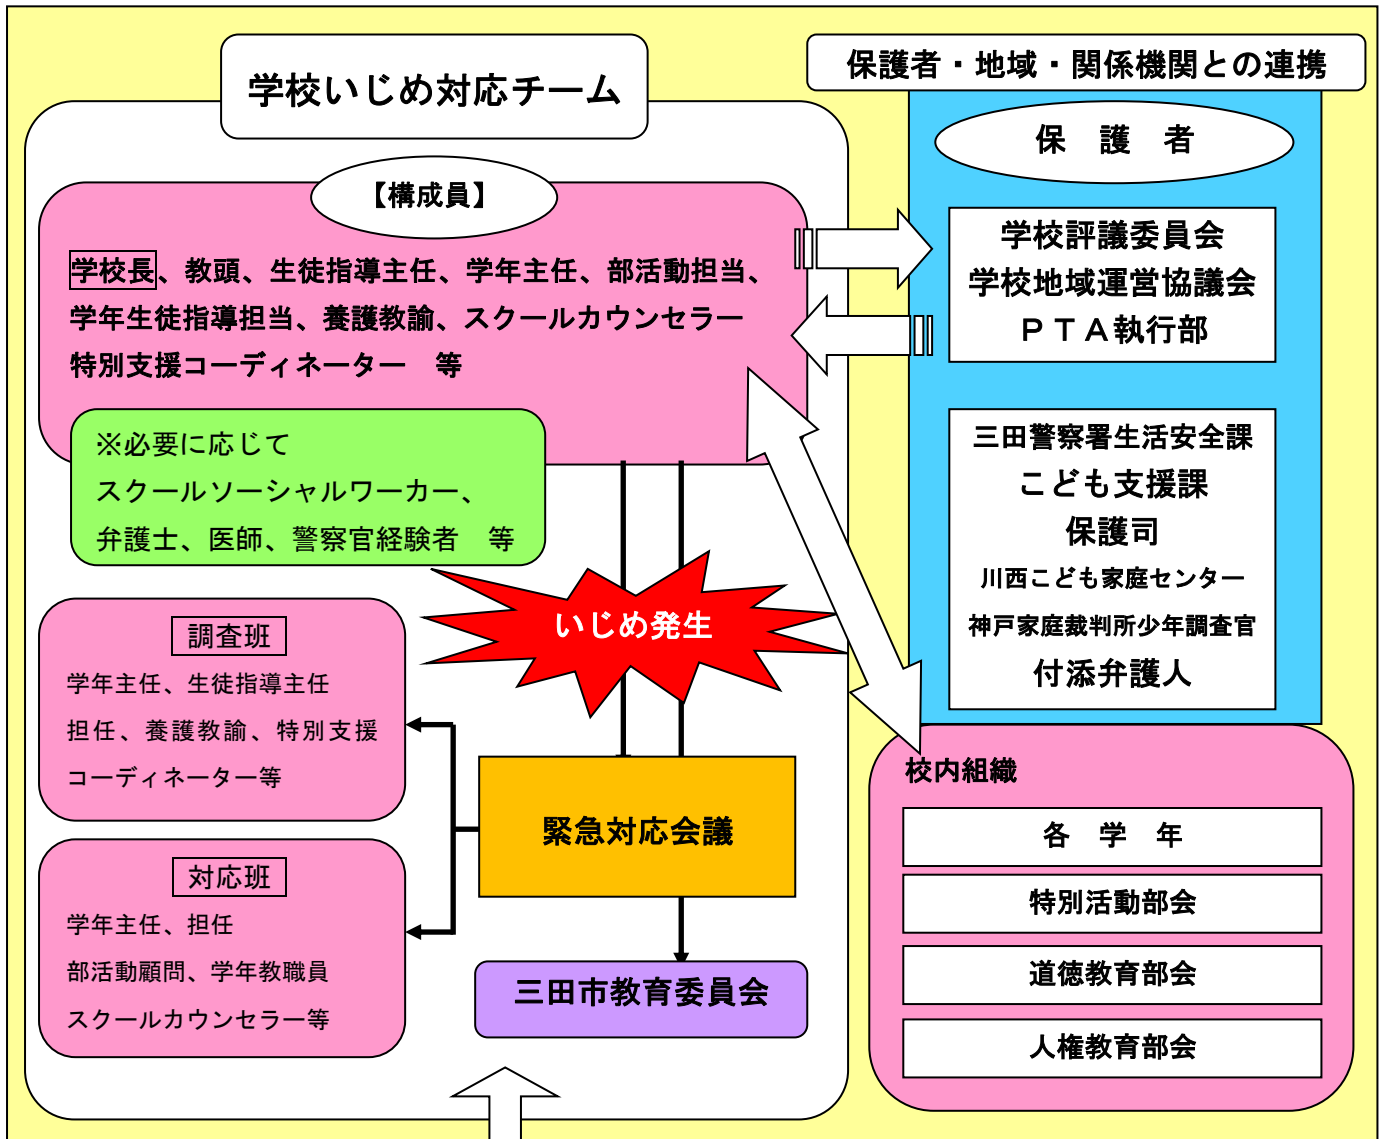 学校いじめ対応チーム
【構成員】
学校長、教頭、生徒指導主任、学年主任、部活動担当、
学年生徒指導担当、養護教諭、スクールカウンセラー
特別支援コーディネーター　等
※必要に応じて
スクールソーシャルワーカー、
弁護士、医師、警察官経験者　等
いじめ発生
調査班
学年主任、生徒指導主任
担任、養護教諭、特別支援
コーディネーター等
対応班
学年主任、担任
部活動顧問、学年教職員
スクールカウンセラー等
緊急対応会議
三田市教育委員会
保護者・地域・関係機関との連携
保　護　者
学校評議委員会
学校地域運営協議会
ＰＴＡ執行部
三田警察署生活安全課
こども支援課
保護司
川西こども家庭センター
神戸家庭裁判所少年調査官
付添弁護人
校内組織
各　学　年
特別活動部会
道徳教育部会
人権教育部会